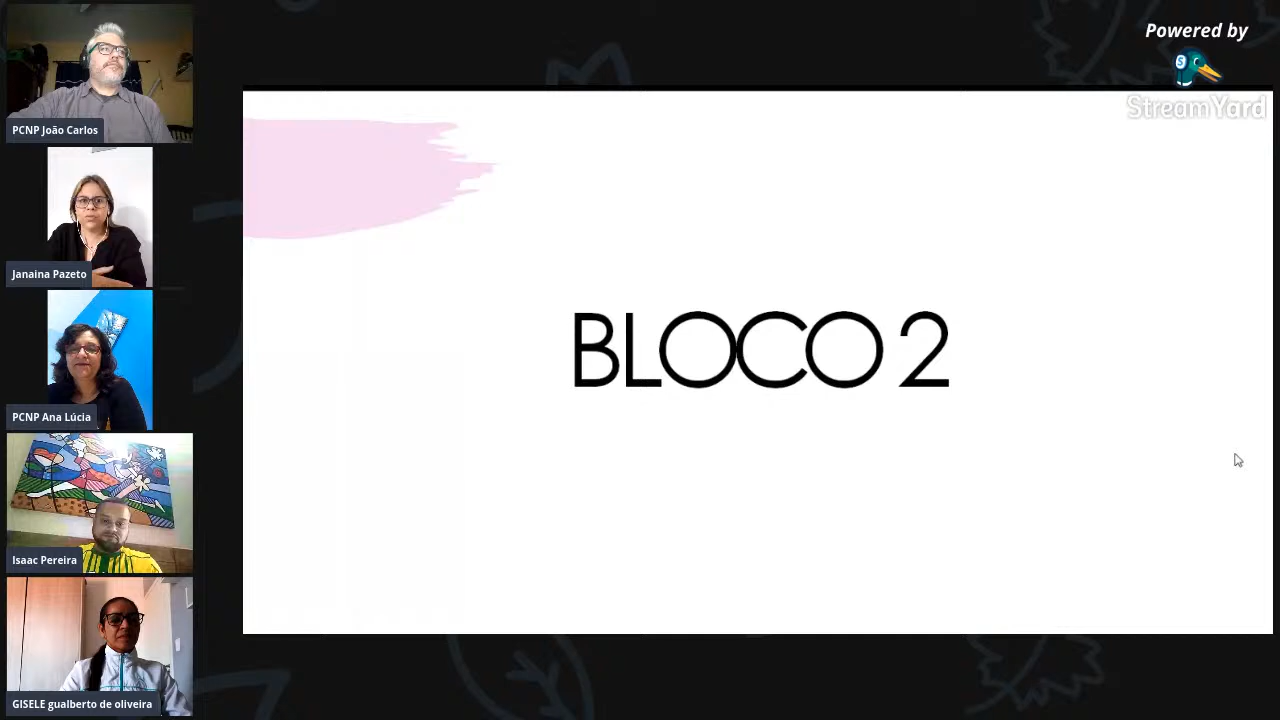 Powered by
StreamYard
PCNP João Carlos
Janaina Pazeto
PCNP Ana Lúcia
Isaac Pereira
GISELE gualberto de oliveira
BLOCO 2